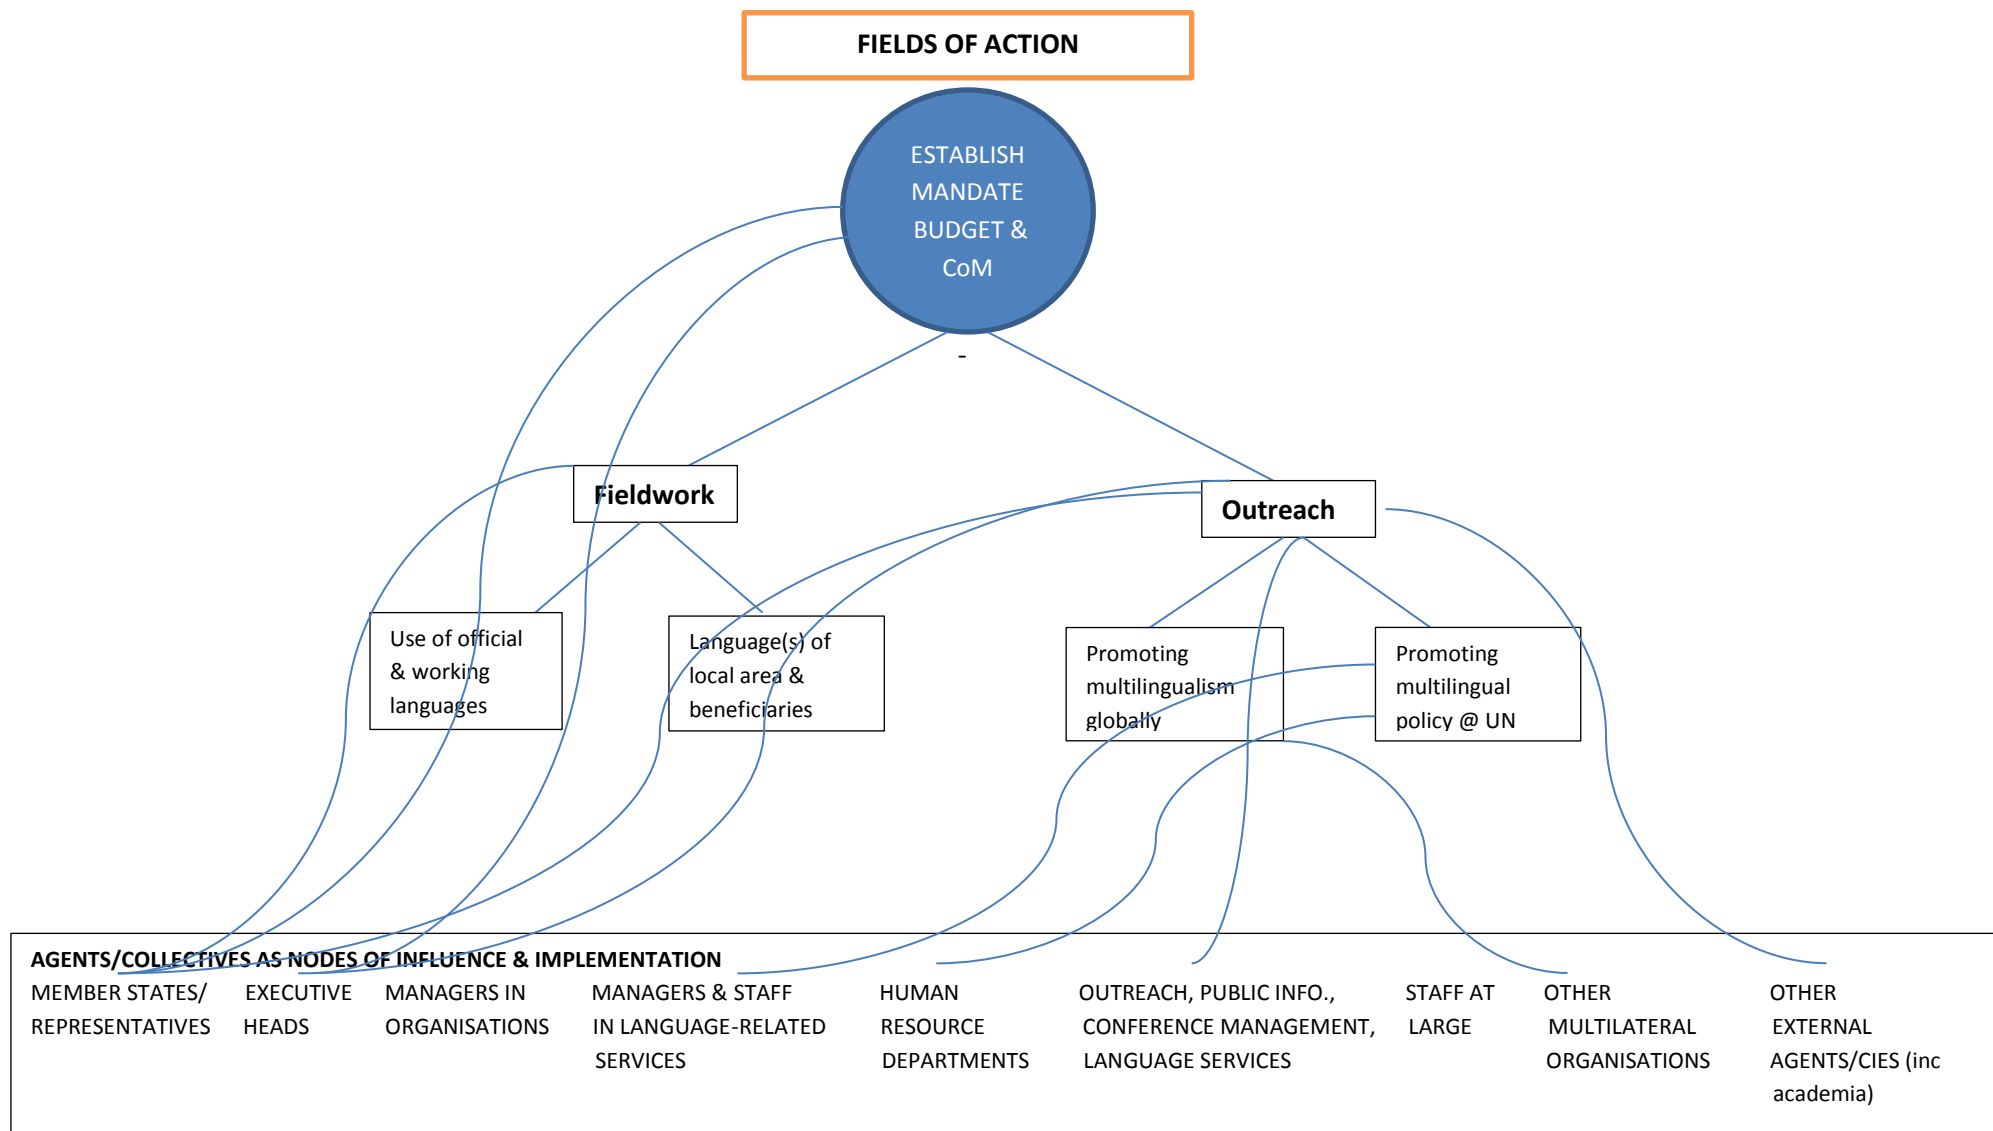 FIELDS OF ACTION
ESTABLISH
MANDATE
BUDGET &
CoM
-
Fieldwork
Outreach
Use of official
& working
languages
Language(s) of
local area &
beneficiaries
Promoting
multilingualism
globally
Promoting
multilingual
policy @ UN
AGENTS/COLLECTIVES AS NODES OF INFLUENCE & IMPLEMENTATION
MEMBER STATES/
REPRESENTATIVES
EXECUTIVE
HEADS
MANAGERS IN
ORGANISATIONS
MANAGERS & STAFF
IN LANGUAGE-RELATED
SERVICES
HUMAN
RESOURCE
DEPARTMENTS
OUTREACH, PUBLIC INFO.,
CONFERENCE MANAGEMENT,
LANGUAGE SERVICES
STAFF AT
LARGE
OTHER
MULTILATERAL
ORGANISATIONS
OTHER
EXTERNAL
AGENTS/CIES (inc
academia)